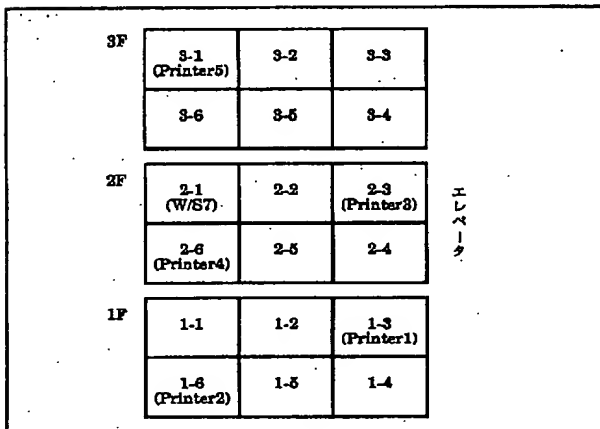 3F
3-1 3-2 3-3
(Printer5)
3-6 3-5 3-4
2F
2-1 2-2 2-3
(W/S7) (Printer3)
2-6 2-5 2-4
(Printer4)
エレベータ
1F
1-1 1-2 1-3
(Printer1)
1-6 1-5 1-4
(Printer2)